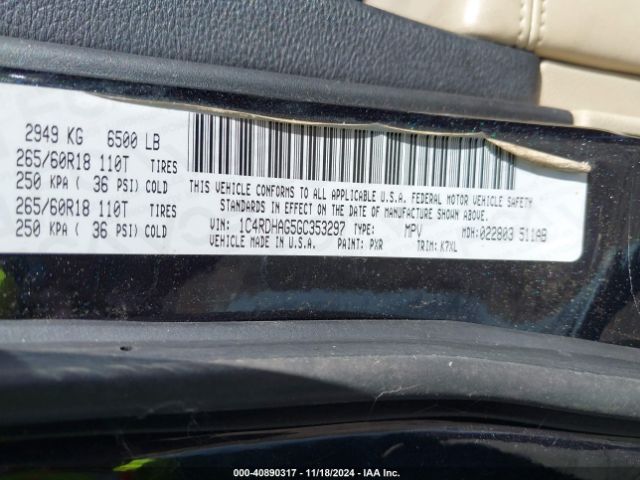 2949 KG 6500 LB
265/60R18 110T TIRES
250 KPA ( 36 PSI) COLD
265/60R18 110T TIRES
250 KPA ( 36 PSI) COLD
THIS VEHICLE CONFORMS TO ALL APPLICABLE U.S.A. FEDERAL MOTOR VEHICLE SAFETY
STANDARDS IN EFFECT ON THE DATE OF MANUFACTURE SHOWN ABOVE.
VIN: 1C4RDHAG5GC353297 TYPE: MPV MDH: 022803 511AB
VEHICLE MADE IN U.S.A. PAINT: PXR TRIM: K7XL
000-40890317 - 11/18/2024 - IAA Inc.